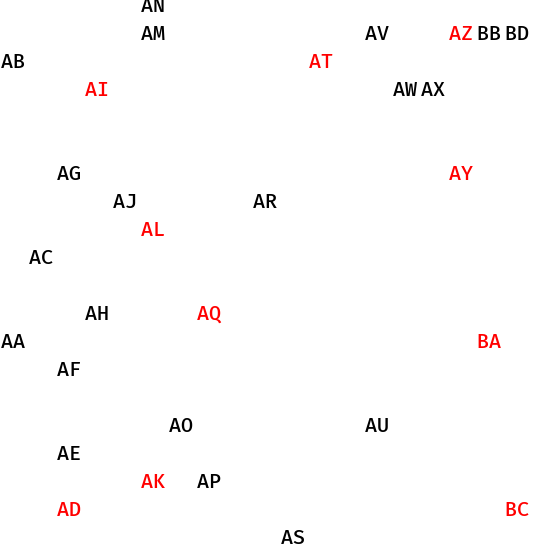 AN
AM AV AZ BB BD
AB AT
AI AW AX
AG AY
AJ AR
AL
AC
AH AQ
AA BA
AF
AO AU
AE
AK AP
AD BC
AS